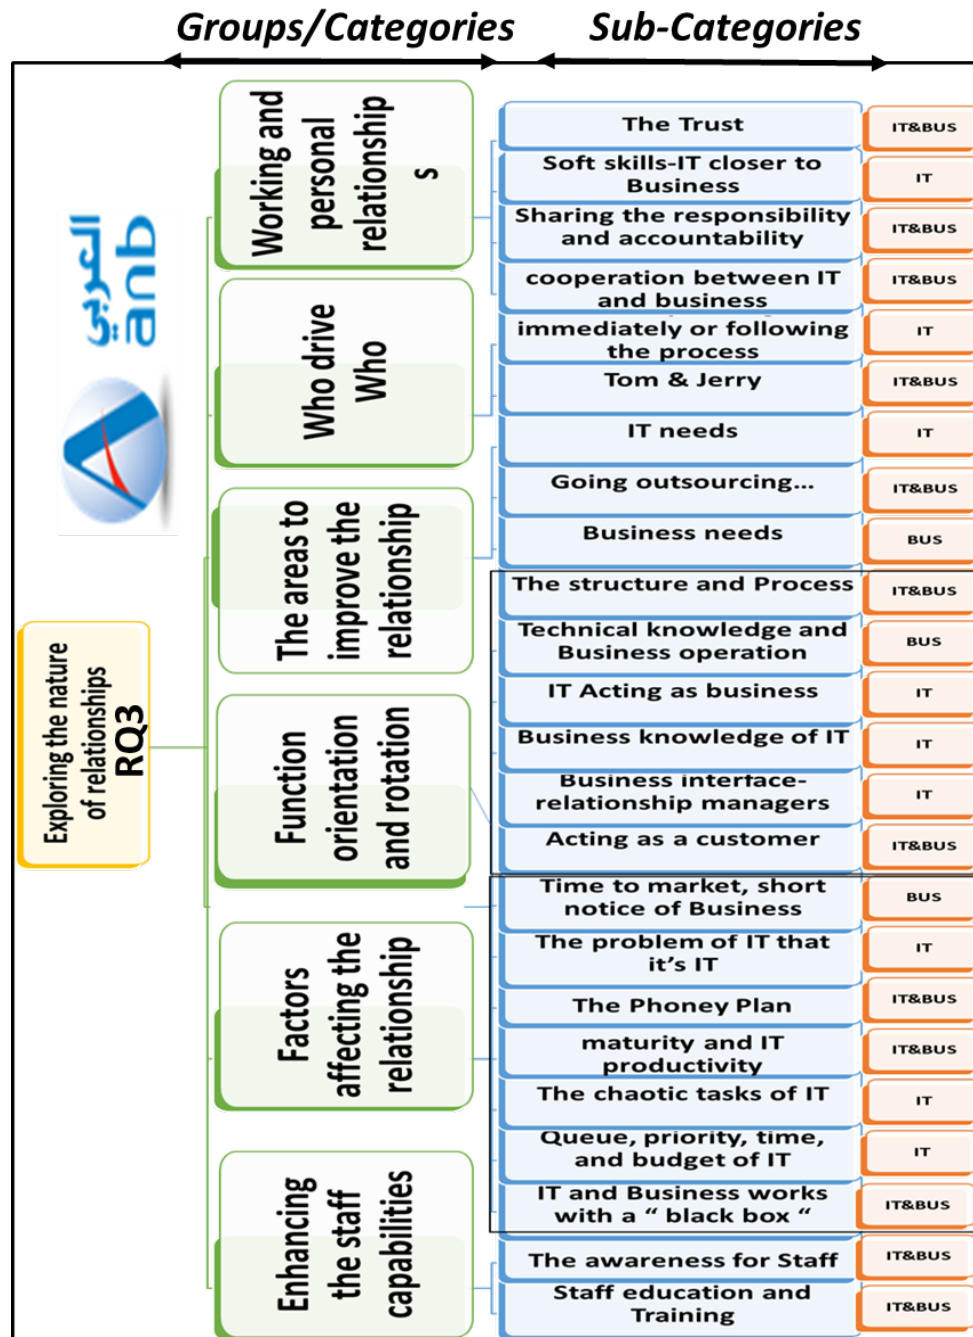 Groups/Categories
Sub-Categories
العربي
anb
Exploring the nature
of relationships
RQ3
Working and
personal
relationship
s
The Trust
IT&BUS
Soft skills-IT closer to
Business
IT
Sharing the responsibility
and accountability
IT&BUS
cooperation between IT
and business
IT&BUS
Who drive
Who
immediately or following
the process
IT
Tom & Jerry
IT&BUS
The areas to
improve the
relationship
IT needs
IT
Going outsourcing...
IT&BUS
Business needs
BUS
Function
orientation
and rotation
The structure and Process
IT&BUS
Technical knowledge and
Business operation
BUS
IT Acting as business
IT
Business knowledge of IT
IT
Business interface-
relationship managers
IT
Acting as a customer
IT&BUS
Factors
affecting the
relationship
Time to market, short
notice of Business
BUS
The problem of IT that
it's IT
IT
The Phoney Plan
IT&BUS
maturity and IT
productivity
IT&BUS
The chaotic tasks of IT
IT
Queue, priority, time,
and budget of IT
IT
IT and Business works
with a “ black box “
IT&BUS
Enhancing
the staff
capabilities
The awareness for Staff
IT&BUS
Staff education and
Training
IT&BUS